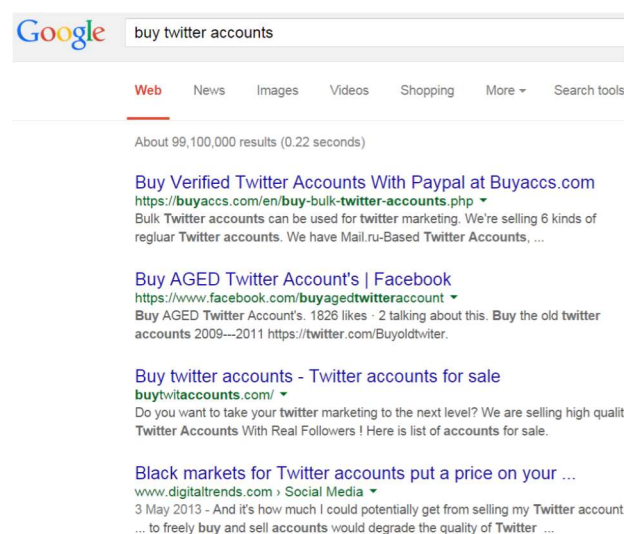 Google buy twitter accounts
Web News Images Videos Shopping More Search tools
About 99,100,000 results (0.22 seconds)
Buy Verified Twitter Accounts With Paypal at Buyaccs.com
https://buyaccs.com/en/buy-bulk-twitter-accounts.php
Bulk Twitter accounts can be used for twitter marketing. We're selling 6 kinds of
regluar Twitter accounts. We have Mail.ru-Based Twitter Accounts, ...
Buy AGED Twitter Account's | Facebook
https://www.facebook.com/buyagedtwitteraccount
Buy AGED Twitter Account's. 1826 likes · 2 talking about this. Buy the old twitter
accounts 2009---2011 https://twitter.com/Buyoldtwiter.
Buy twitter accounts - Twitter accounts for sale
buytwitaccounts.com/
Do you want to take your twitter marketing to the next level? We are selling high qualit
Twitter Accounts With Real Followers ! Here is list of accounts for sale.
Black markets for Twitter accounts put a price on your ...
www.digitaltrends.com › Social Media
3 May 2013 - And it's how much I could potentially get from selling my Twitter account
... to freely buy and sell accounts would degrade the quality of Twitter ...